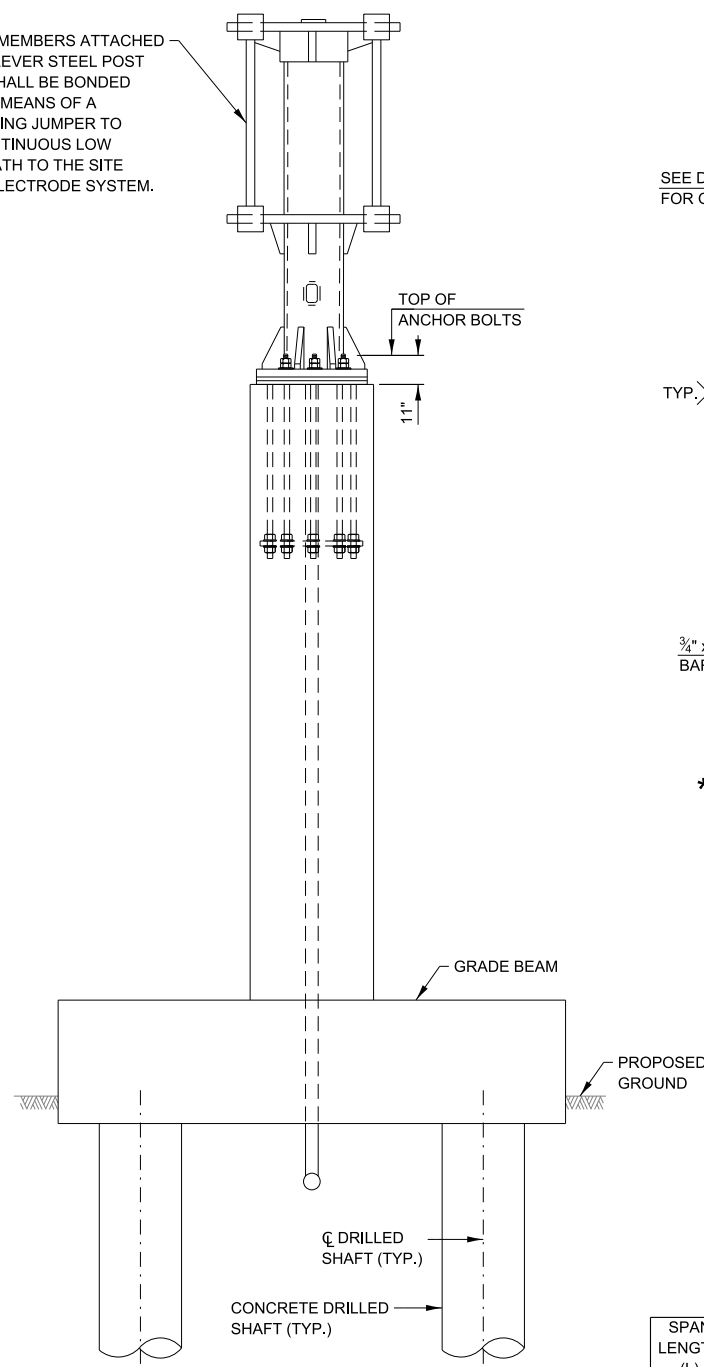 MEMBERS ATTACHED
EVER STEEL POST
HALL BE BONDED
MEANS OF A
ING JUMPER TO
TINUOUS LOW
ATH TO THE SITE
LECTRODE SYSTEM.
SEE D
FOR
TOP OF
ANCHOR BOLTS
11"
TYP.
¾" x
BAR
*
GRADE BEAM
PROPOSED
GROUND
℄ DRILLED
SHAFT (TYP.)
CONCRETE DRILLED
SHAFT (TYP.)
SPAN
LENGT
(L)